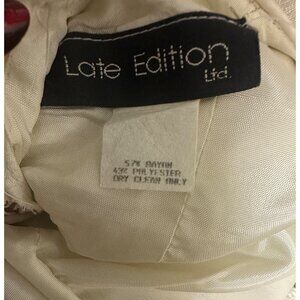 Late Edition
Ltd.
57% RAYON
43% POLYESTER
DRY CLEAN ONLY